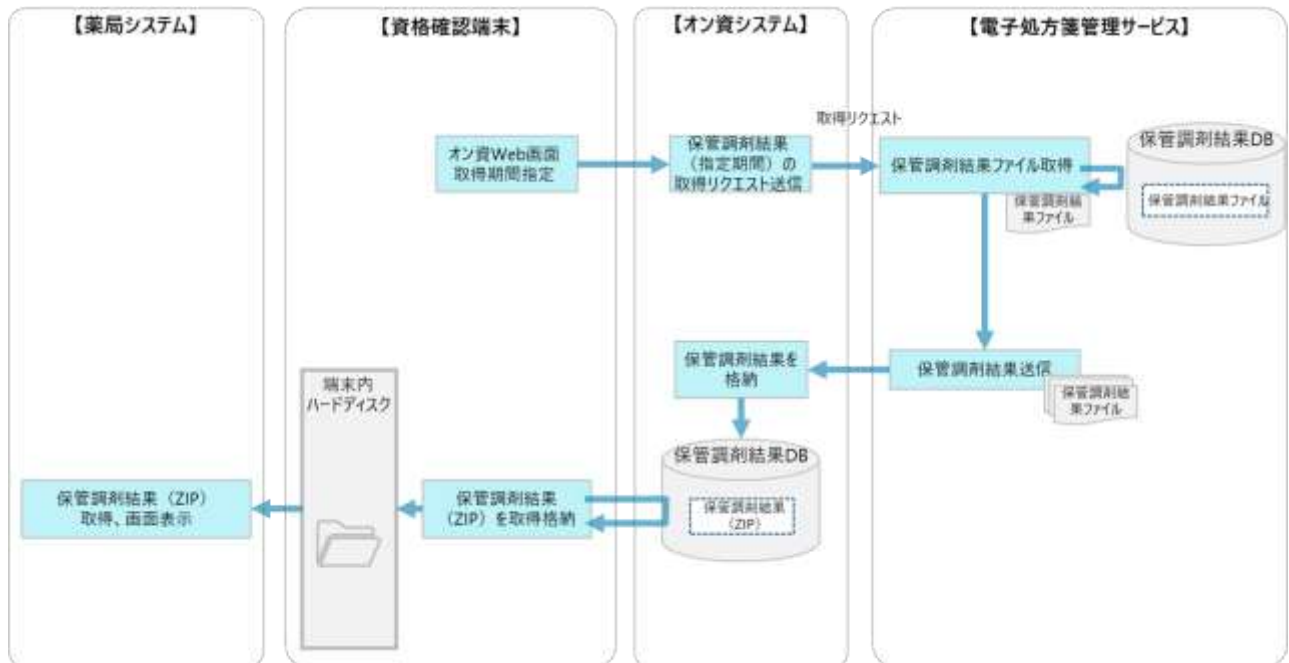 【薬局システム】
【資格確認端末】
【オン資システム】
【電子処方箋管理サービス】
オン資Web画面
取得期間指定
保管調剤結果
（指定期間）の
取得リクエスト送信
取得リクエスト
保管調剤結果ファイル取得
保管調剤結
果ファイル
保管調剤結果DB
保管調剤結果ファイル
保管調剤結果送信
保管調剤結
果ファイル
保管調剤結果を
格納
保管調剤結果DB
保管調剤結果
（ZIP）
保管調剤結果
（ZIP）を取得格納
端末内
ハードディスク
保管調剤結果（ZIP）
取得、画面表示